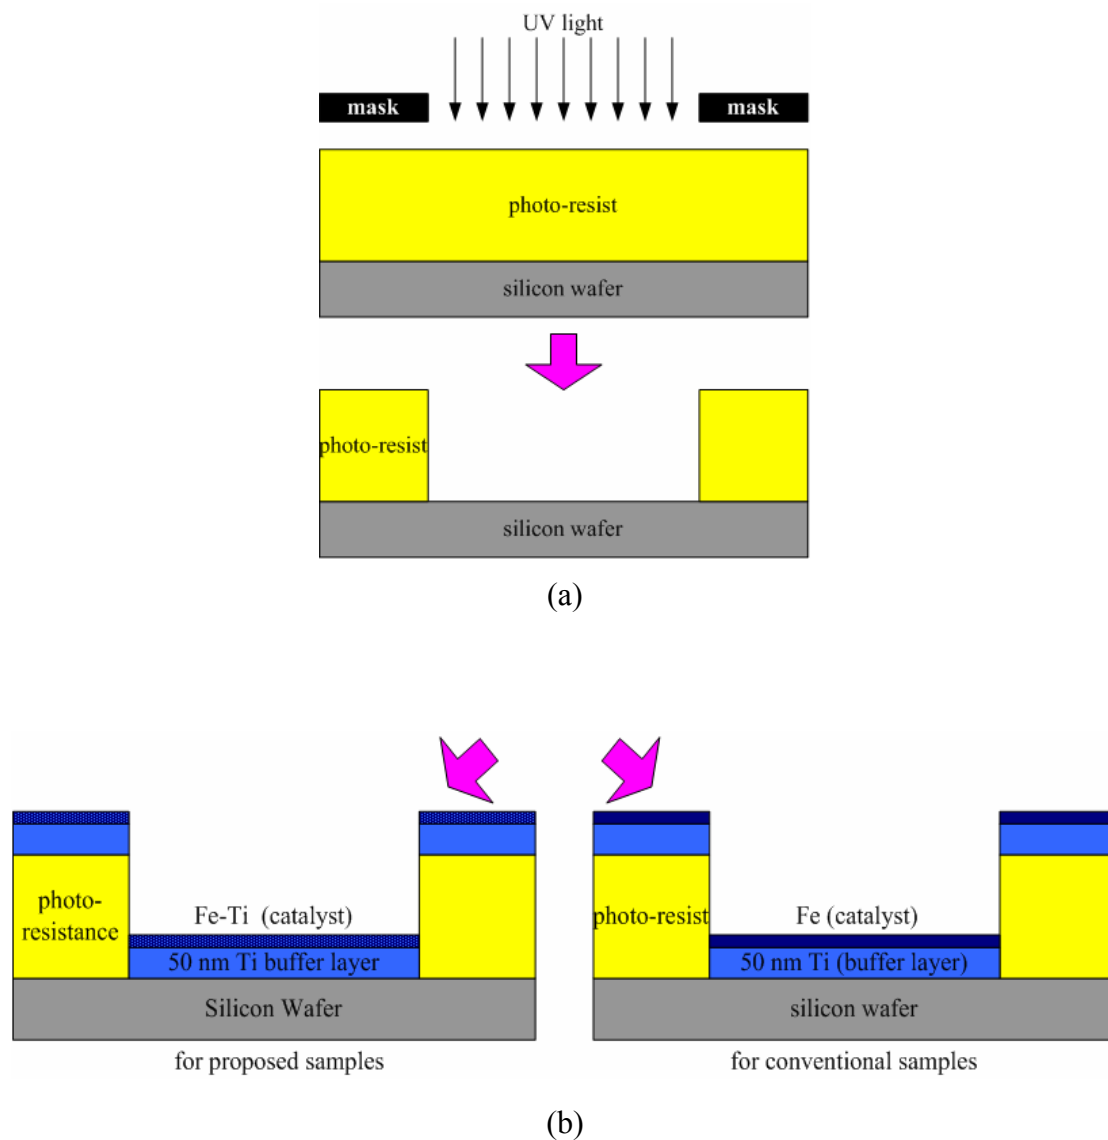 UV light
mask
mask
photo-resist
silicon wafer
photo-resist
silicon wafer
(a)
photo-
resistance
Fe-Ti (catalyst)
50 nm Ti buffer layer
Silicon Wafer
for proposed samples
photo-resist
Fe (catalyst)
50 nm Ti (buffer layer)
silicon wafer
for conventional samples
(b)